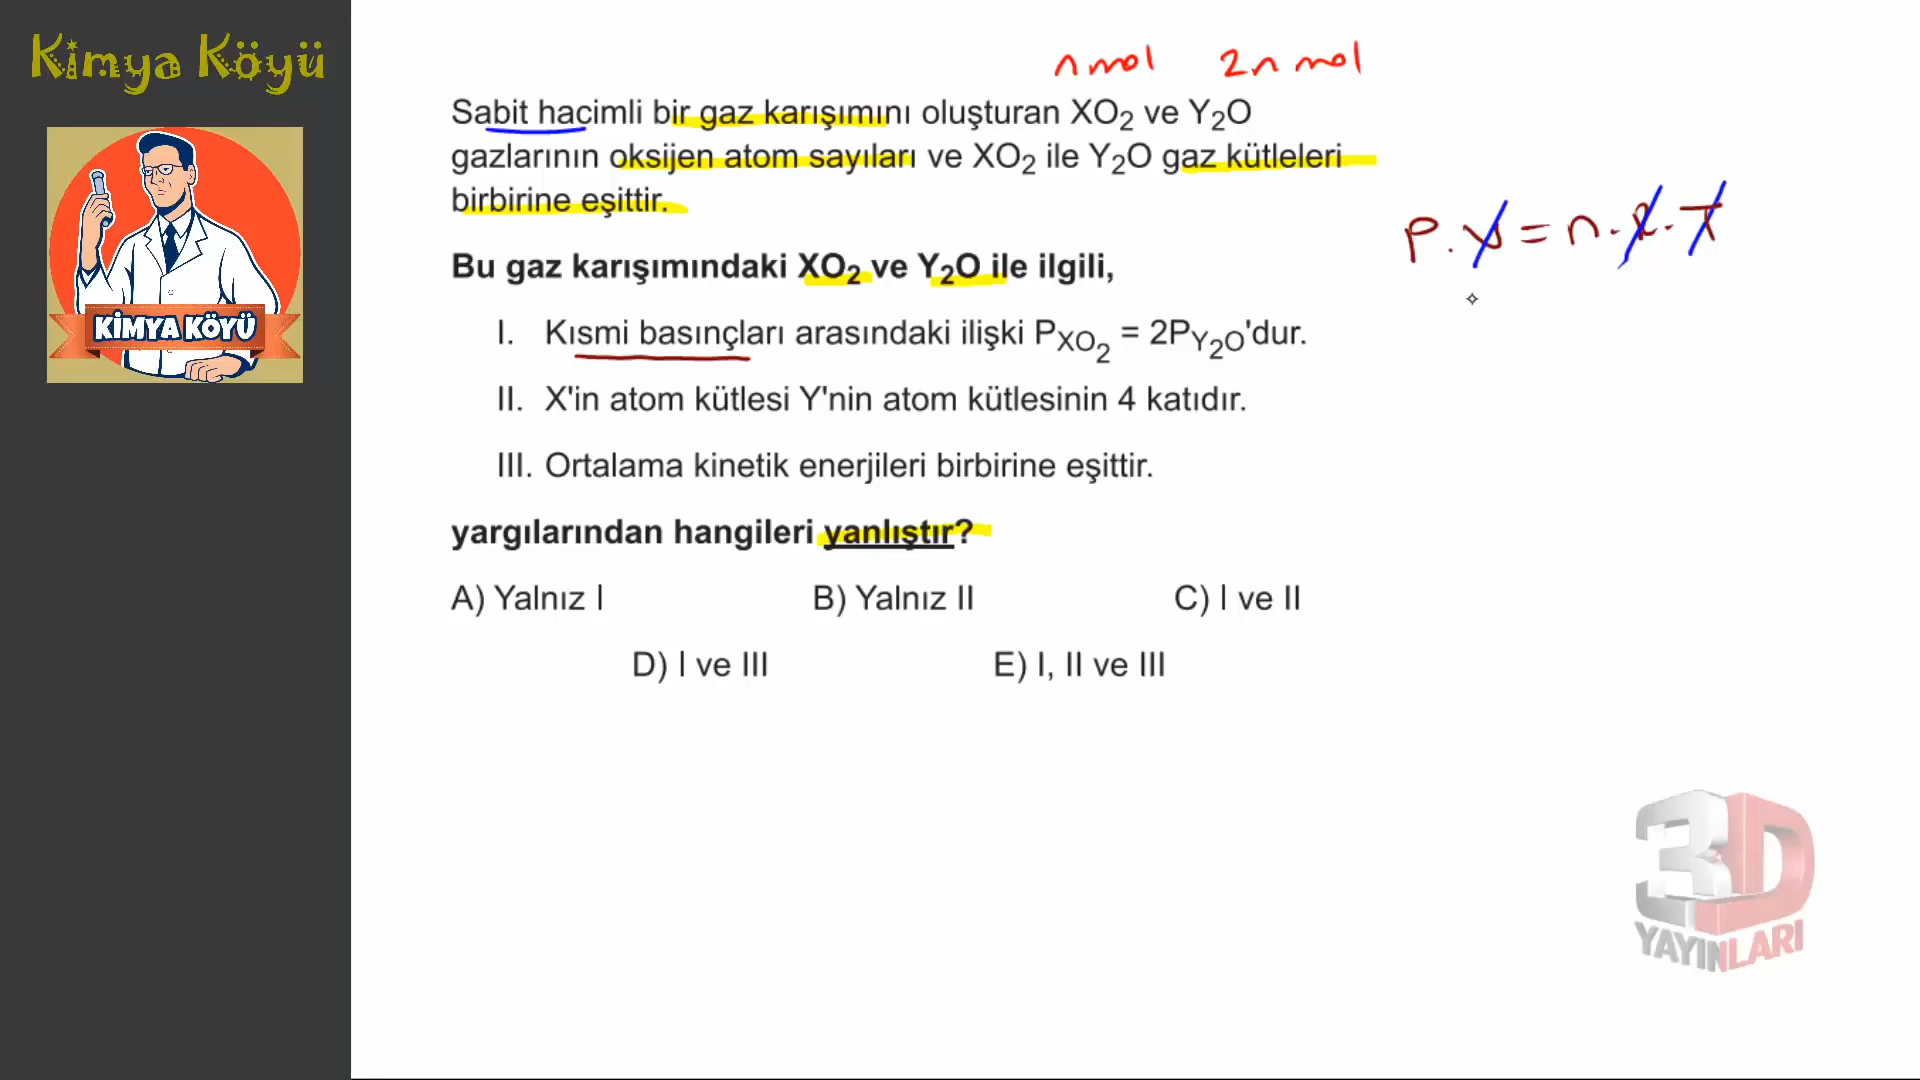 Kimya Köyü
KİMYA KÖYÜ
n mol 2n mol
Sabit hacimli bir gaz karışımını oluşturan XO₂ ve Y₂O
gazlarının oksijen atom sayıları ve XO₂ ile Y₂O gaz kütleleri
birbirine eşittir.
P.V=n.R.T
Bu gaz karışımındaki XO₂ ve Y₂O ile ilgili,
I. Kısmi basınçları arasındaki ilişki P_XO₂ = 2P_Y₂O'dur.
II. X'in atom kütlesi Y'nin atom kütlesinin 4 katıdır.
III. Ortalama kinetik enerjileri birbirine eşittir.
yargılarından hangileri yanlıştır?
A) Yalnız I B) Yalnız II C) I ve II
D) I ve III E) I, II ve III
3D
YAYINLARI